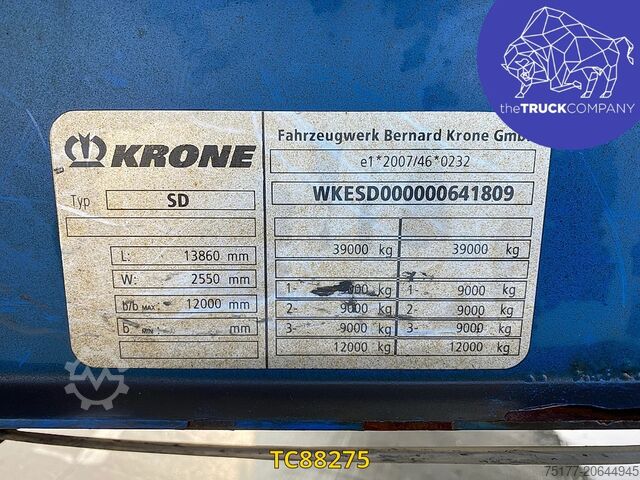 theTRUCKCOMPANY
KRONE
Fahrzeugwerk Bernard Krone Gmb
e1*2007/46*0232
Typ SD
WKESD000000641809
L: 13860 mm
W: 2550 mm
b/b MAX: 12000 mm
b MIN: mm
39000 kg 39000 kg
1- 9000 kg 1- 9000 kg
2- 9000 kg 2- 9000 kg
3- 9000 kg 3- 9000 kg
12000 kg 12000 kg
TC88275
75177-20644945